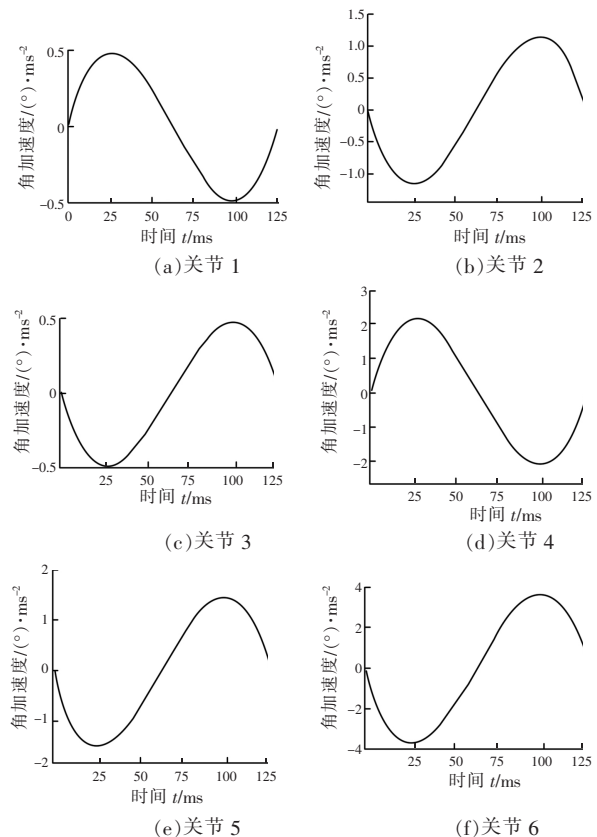 角加速度/(°)·ms⁻²
0.5
0
−0.5
0 25 50 75 100 125
时间 t/ms
(a)关节 1
角加速度/(°)·ms⁻²
1.5
1.0
0.5
0
−0.5
−1.0
25 50 75 100 125
时间 t/ms
(b)关节 2
角加速度/(°)·ms⁻²
0.5
0
−0.5
25 50 75 100 125
时间 t/ms
(c)关节 3
角加速度/(°)·ms⁻²
3
2
1
0
−1
−2
25 50 75 100 125
时间 t/ms
(d)关节 4
角加速度/(°)·ms⁻²
2
1
0
−1
−2
25 50 75 100 125
时间 t/ms
(e)关节 5
角加速度/(°)·ms⁻²
4
2
0
−2
−4
25 50 75 100 125
时间 t/ms
(f)关节 6